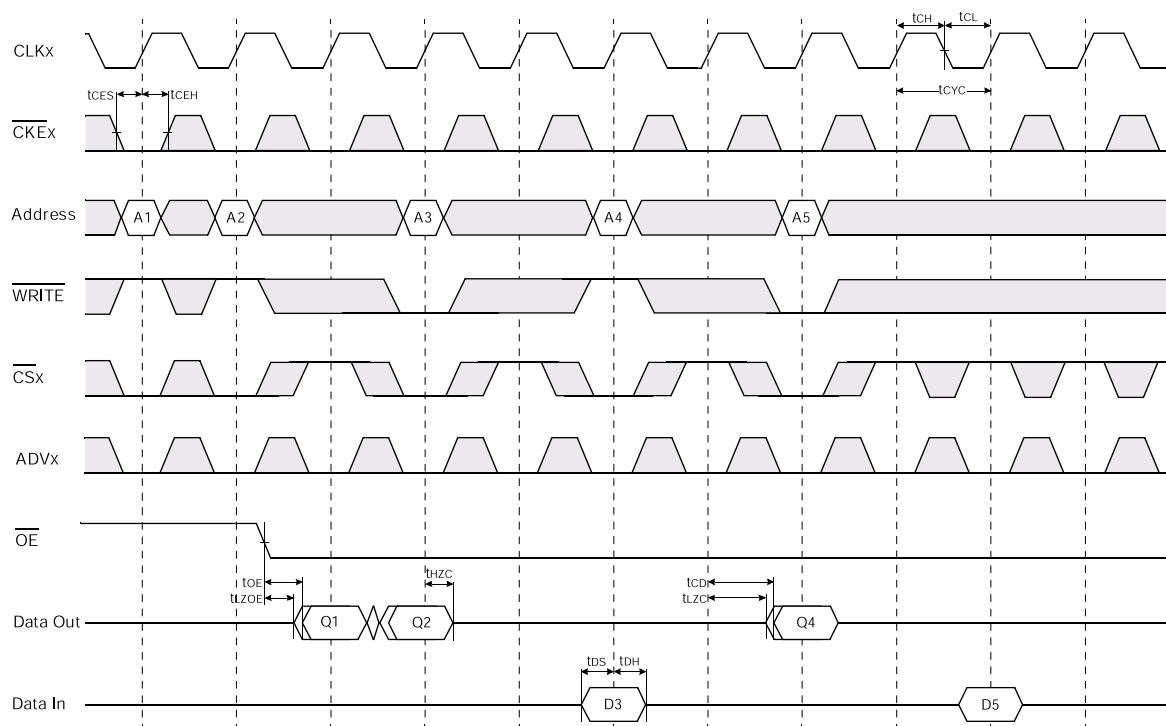 tCH tCL
CLKx
tCES tCEH tCYC
CKEx
Address A1 A2 A3 A4 A5
WRITE
CSx
ADVx
OE
tOE tHZC tCD
tLZOE tLZC
Data Out Q1 Q2 Q4
tDS tDH
Data In D3 D5